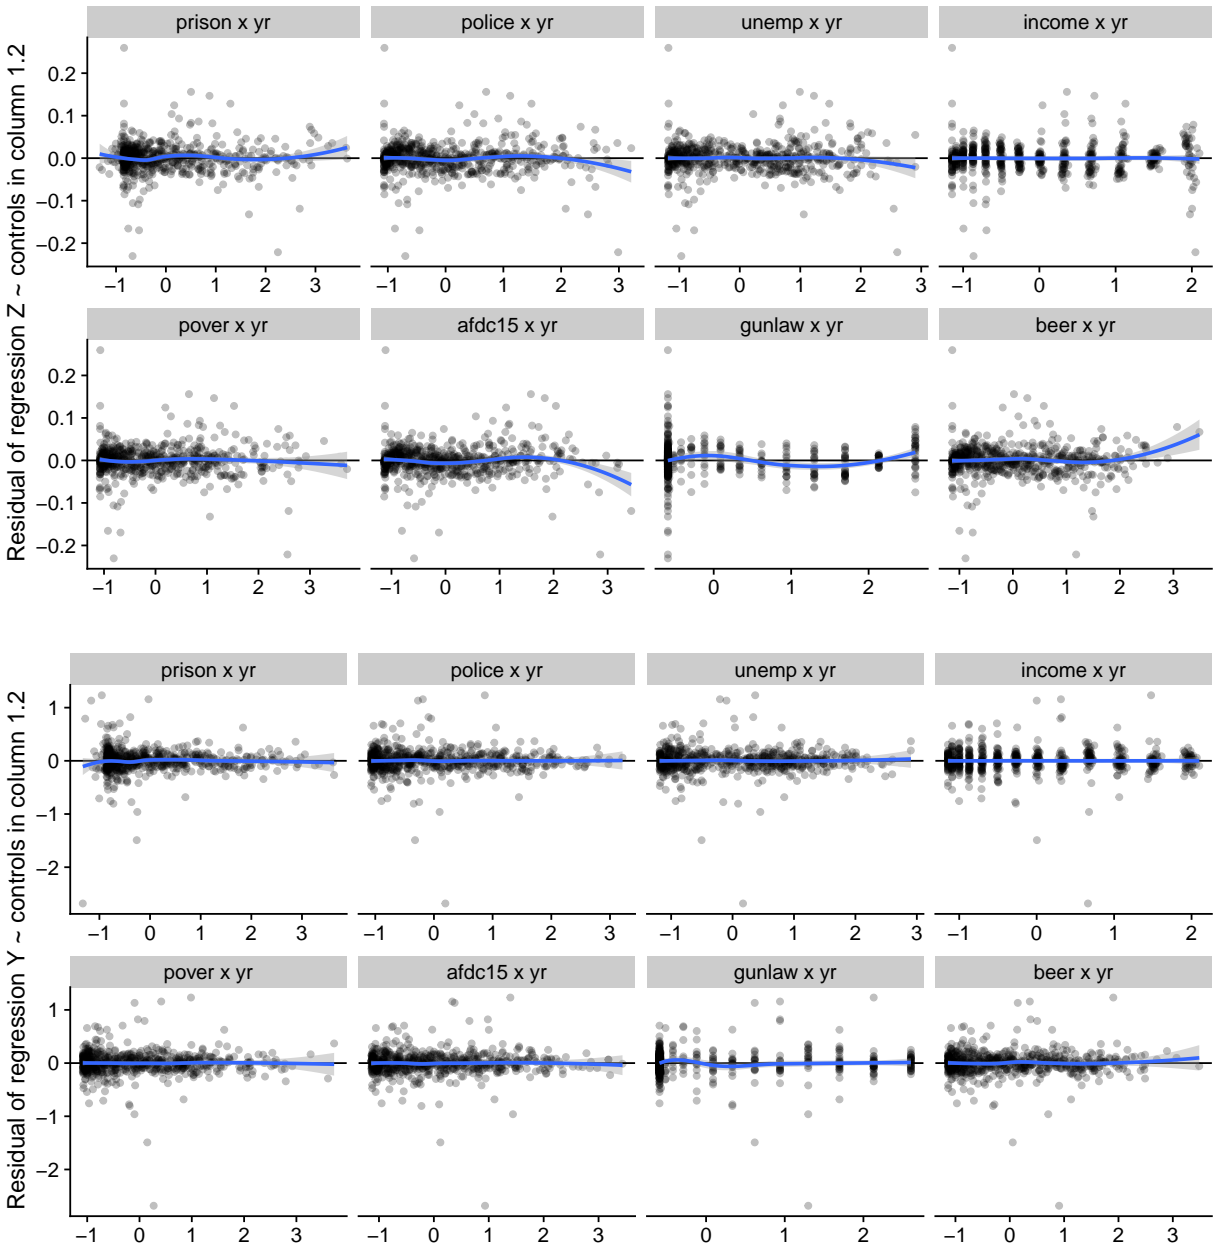 Residual of regression Z ~ controls in column 1.2
prison x yr police x yr unemp x yr income x yr
0.2
0.1
0.0
−0.1
−0.2
−1 0 1 2 3 −1 0 1 2 3 −1 0 1 2 3 −1 0 1 2
pover x yr afdc15 x yr gunlaw x yr beer x yr
0.2
0.1
0.0
−0.1
−0.2
−1 0 1 2 3 −1 0 1 2 3 0 1 2 −1 0 1 2 3
Residual of regression Y ~ controls in column 1.2
prison x yr police x yr unemp x yr income x yr
1
0
−1
−2
−1 0 1 2 3 −1 0 1 2 3 −1 0 1 2 3 −1 0 1 2
pover x yr afdc15 x yr gunlaw x yr beer x yr
1
0
−1
−2
−1 0 1 2 3 −1 0 1 2 3 0 1 2 −1 0 1 2 3